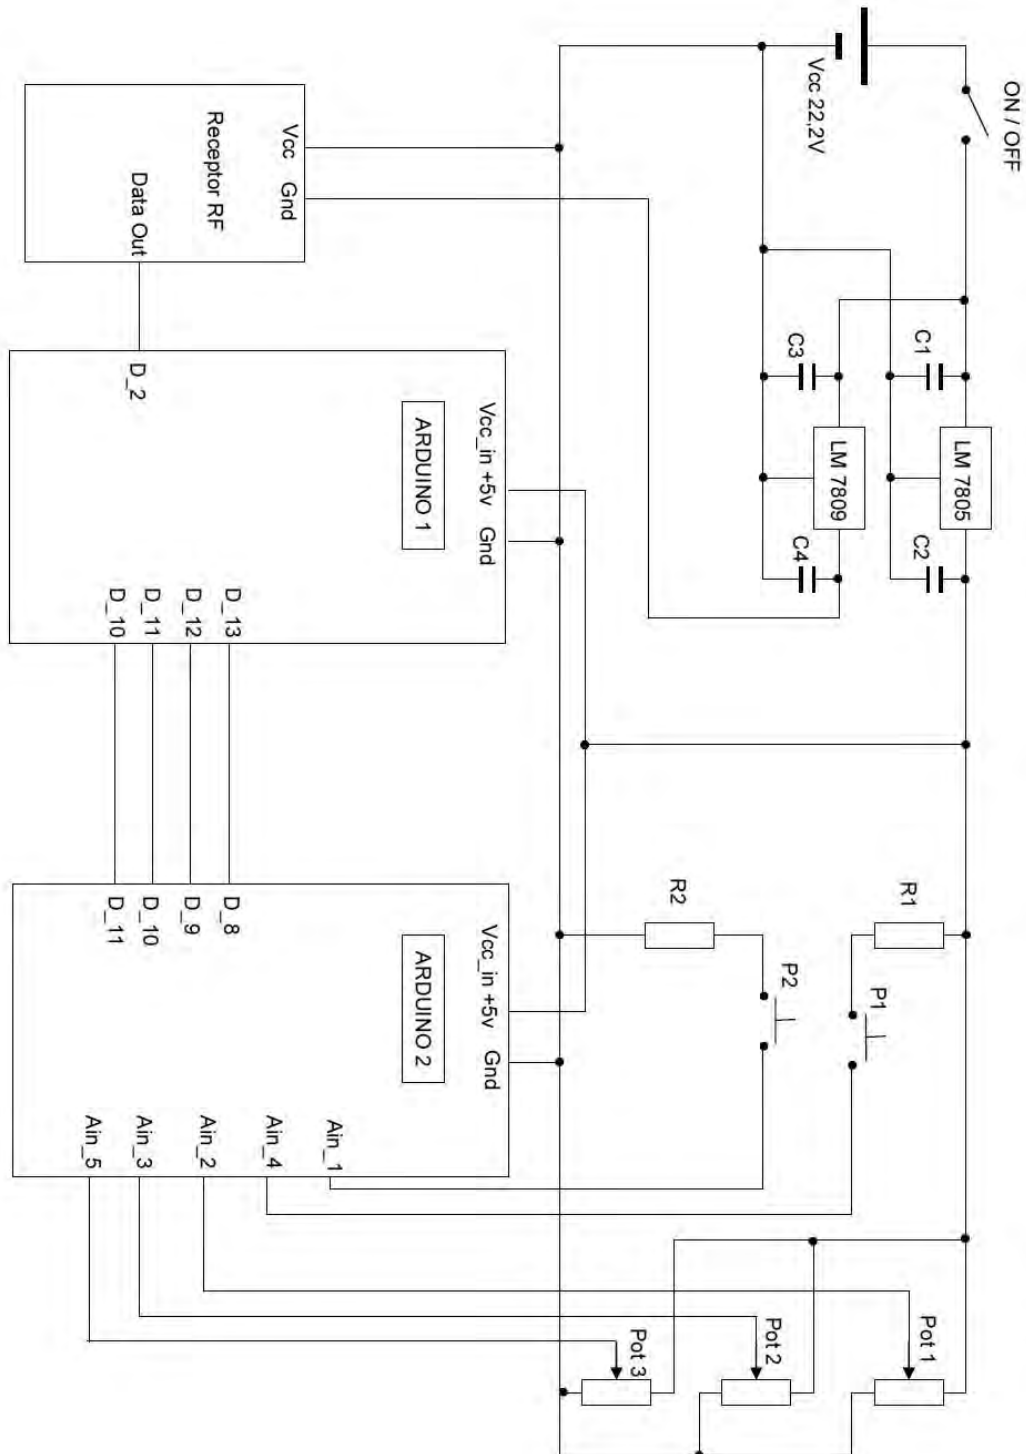 ON / OFF
Vcc 22,2V
C1
C2
LM 7805
C3
C4
LM 7809
Vcc
Gnd
Receptor RF
Data Out
Vcc_in +5v
Gnd
ARDUINO 1
D_2
D_13
D_12
D_11
D_10
R1
P1
R2
P2
Vcc_in +5v
Gnd
ARDUINO 2
D_8
D_9
D_10
D_11
Ain_1
Ain_4
Ain_2
Ain_3
Ain_5
Pot 1
Pot 2
Pot 3